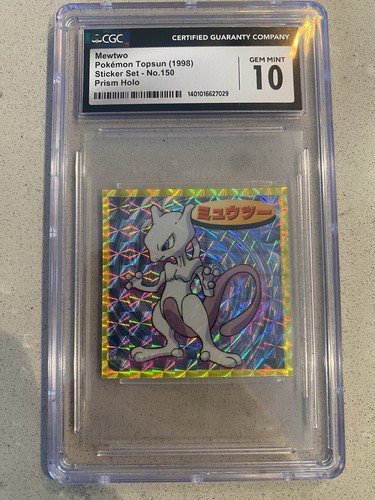 CGC
CERTIFIED GUARANTY COMPANY
Mewtwo
Pokémon Topsun (1998)
Sticker Set - No.150
Prism Holo
1401016627029
GEM MINT
10
ミュウツー